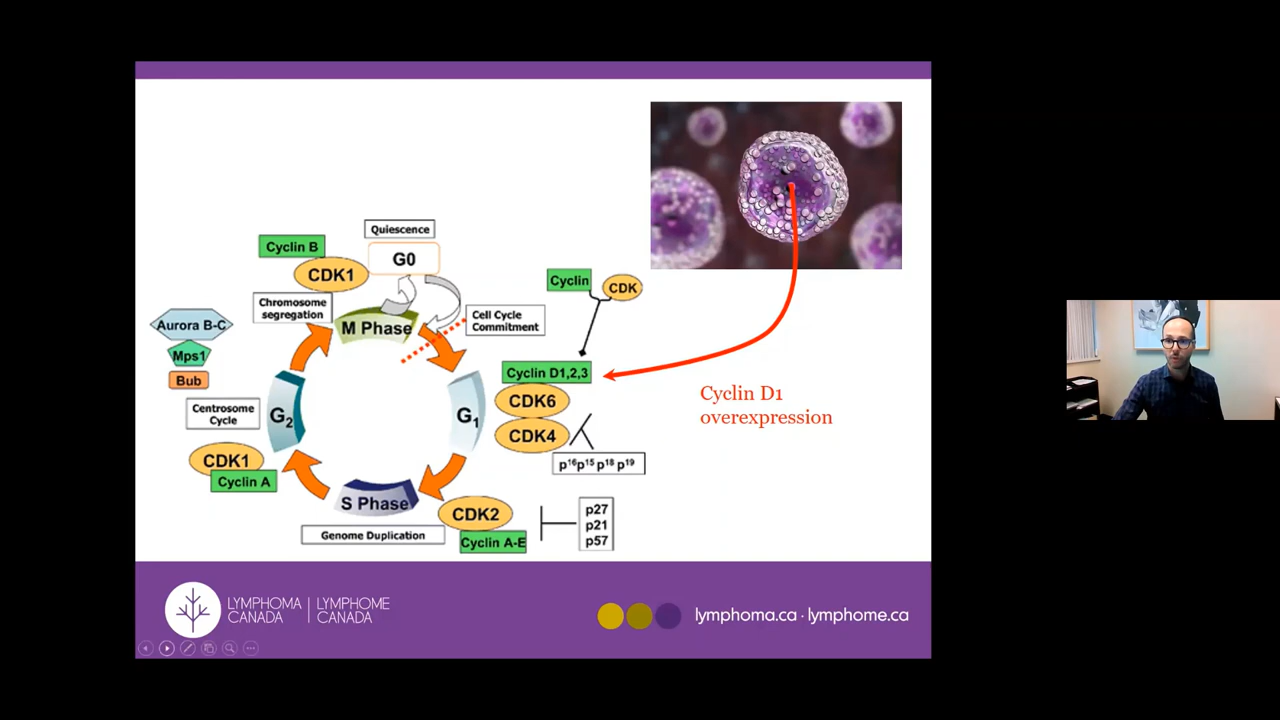 Quiescence
G0
Cyclin B
CDK1
Chromosome
segregation
M Phase
Cell Cycle
Commitment
Cyclin
CDK
Aurora B-C
Mps1
Bub
Cyclin D1,2,3
CDK6
CDK4
Cyclin D1
overexpression
G1
G2
Centrosome
Cycle
p16p15 p18 p19
CDK1
Cyclin A
S Phase
CDK2
Cyclin A-E
Genome Duplication
p27
p21
p57
LYMPHOMA
CANADA
LYMPHOME
CANADA
lymphoma.ca · lymphome.ca